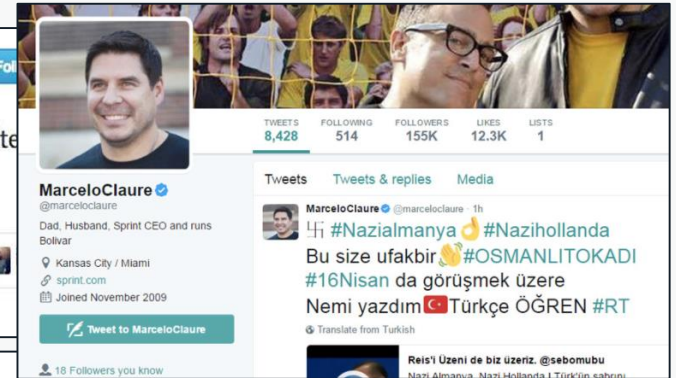 TWEETS FOLLOWING FOLLOWERS LIKES LISTS
8,428 514 155K 12.3K 1
MarceloClaure
@marceloclaure
Dad, Husband, Sprint CEO and runs
Bolivar
Kansas City / Miami
sprint.com
Joined November 2009
Tweet to MarceloClaure
18 Followers you know
Tweets Tweets & replies Media
MarceloClaure @marceloclaure · 1h
卐 #Nazialmanya👌#Nazihollanda
Bu size ufakbir👋#OSMANLITOKADI
#16Nisan da görüşmek üzere
Nemi yazdım🇹🇷Türkçe ÖĞREN #RT
Translate from Turkish
Reis'i Üzeni de biz üzeriz. @sebomubu
Nazi Almanya, Nazi Hollanda | Türk'ün sabrını